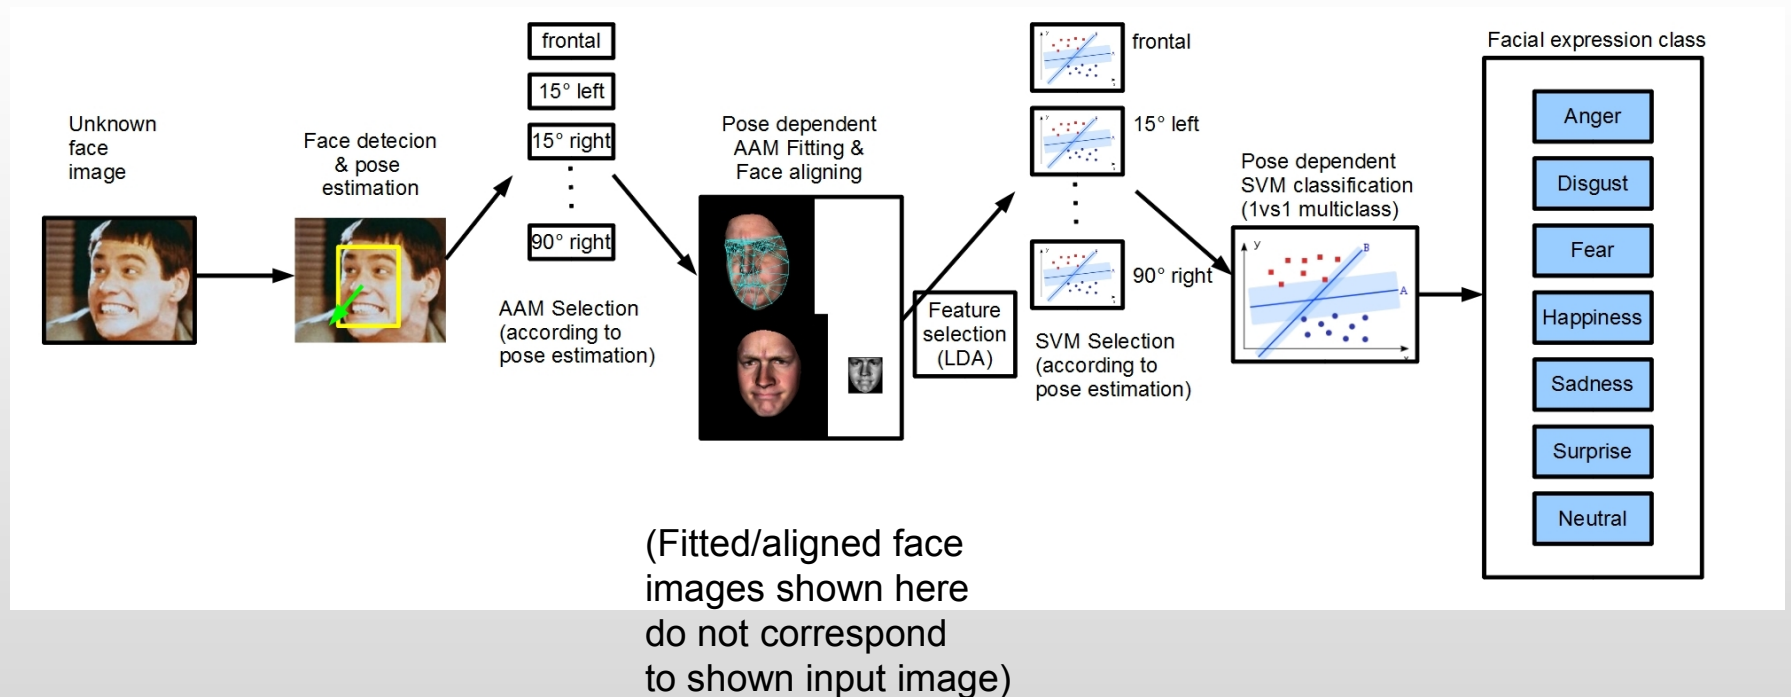 Unknown
face
image
Face detecion
& pose
estimation
frontal
15° left
15° right
90° right
AAM Selection
(according to
pose estimation)
Pose dependent
AAM Fitting &
Face aligning
Feature
selection
(LDA)
frontal
15° left
90° right
SVM Selection
(according to
pose estimation)
Pose dependent
SVM classification
(1vs1 multiclass)
y
B
A
x
Facial expression class
Anger
Disgust
Fear
Happiness
Sadness
Surprise
Neutral
(Fitted/aligned face
images shown here
do not correspond
to shown input image)